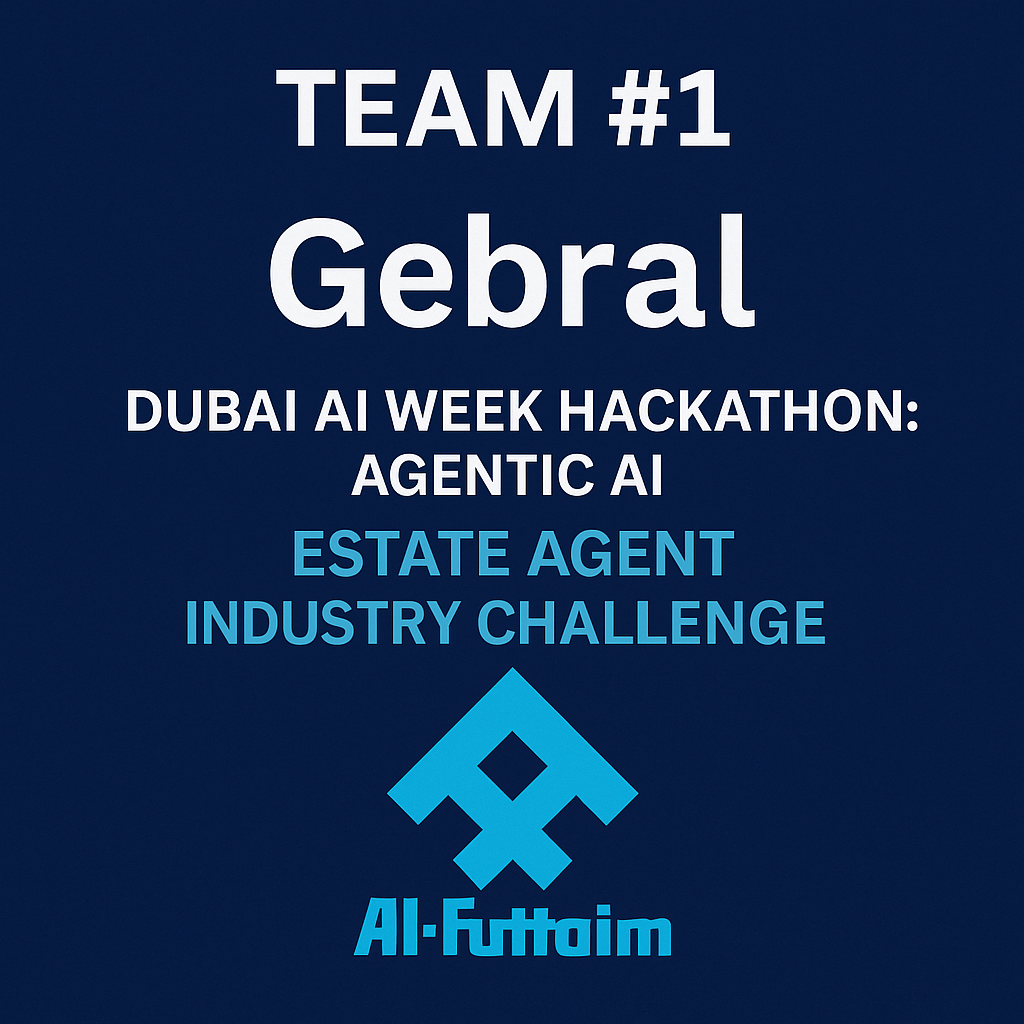 TEAM #1
Gebral
DUBAI AI WEEK HACKATHON:
AGENTIC AI
ESTATE AGENT
INDUSTRY CHALLENGE
Al-Futtaim